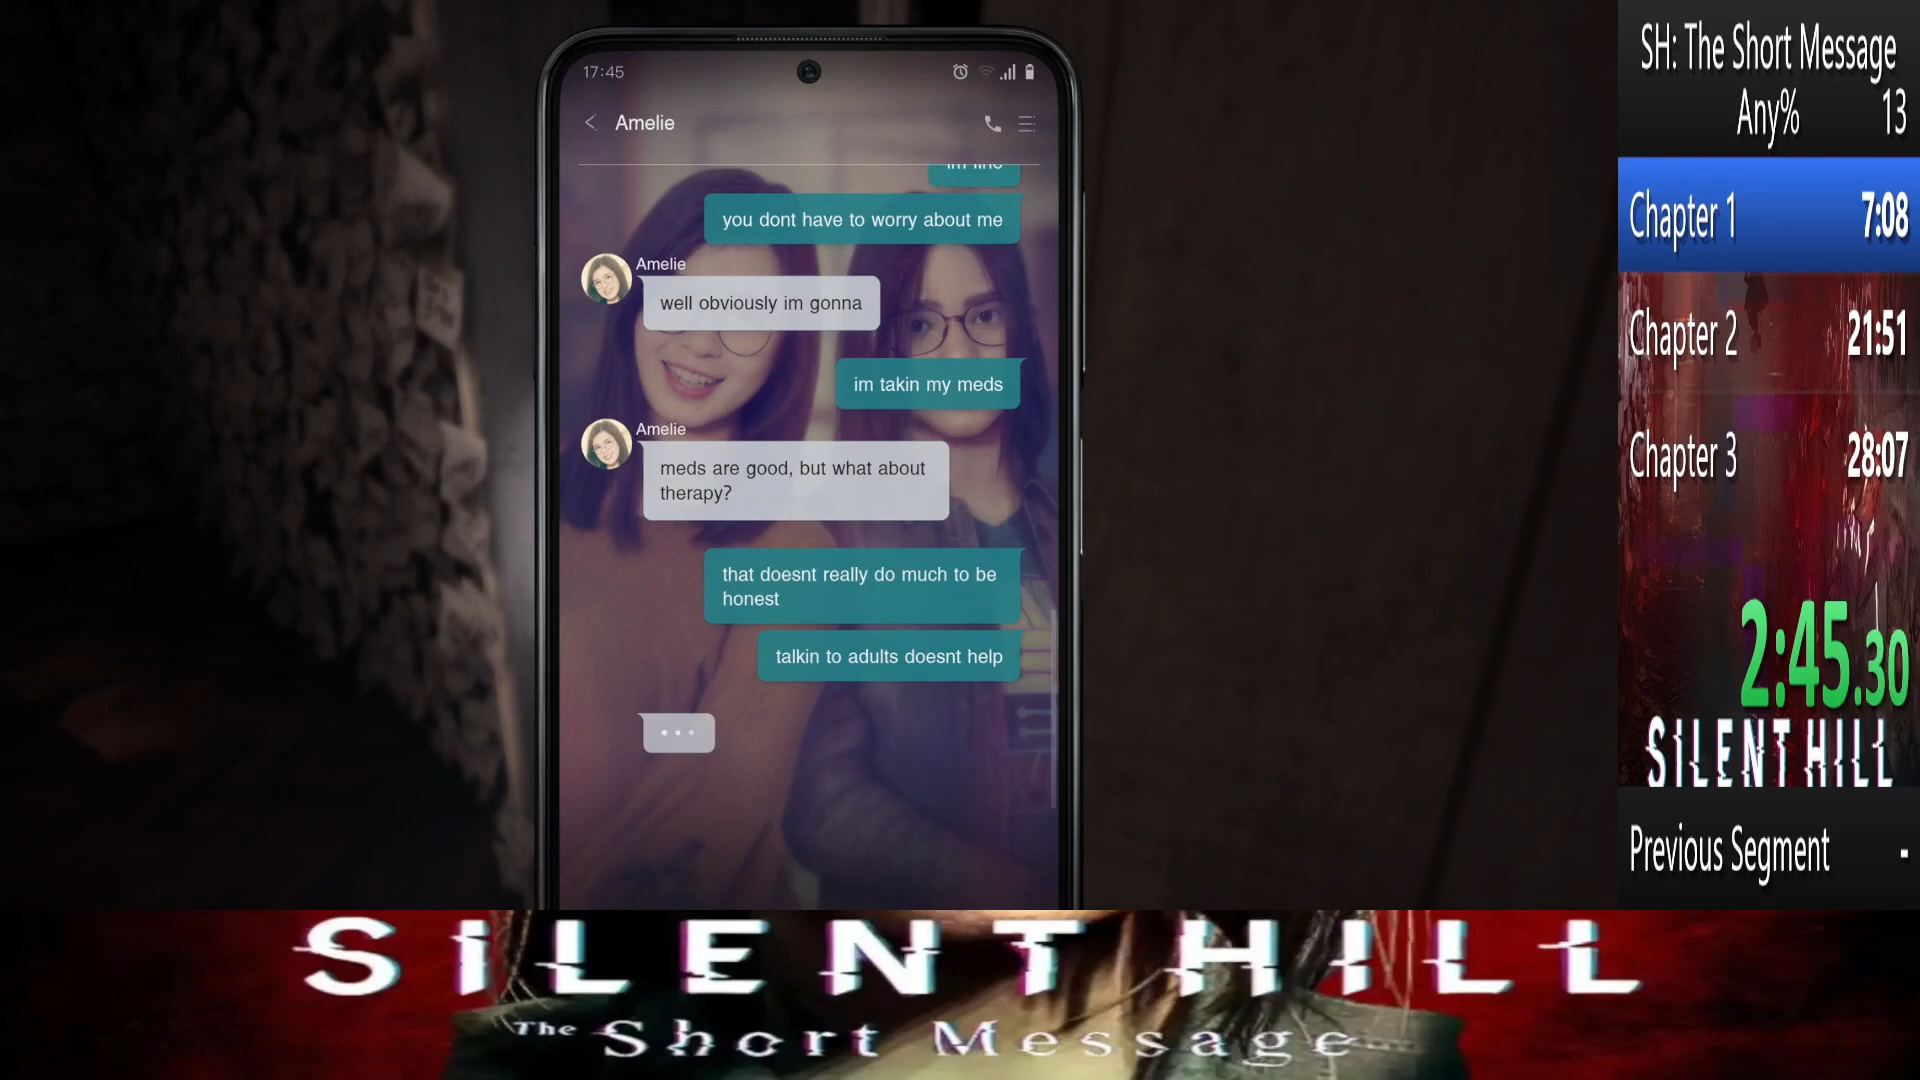 17:45
Amelie
im fine
you dont have to worry about me
Amelie
well obviously im gonna
im takin my meds
Amelie
meds are good, but what about
therapy?
that doesnt really do much to be
honest
talkin to adults doesnt help
SH: The Short Message
Any% 13
Chapter 1 7:08
Chapter 2 21:51
Chapter 3 28:07
2:45.30
SILENT HILL
Previous Segment -
SILENT HILL
The Short Message